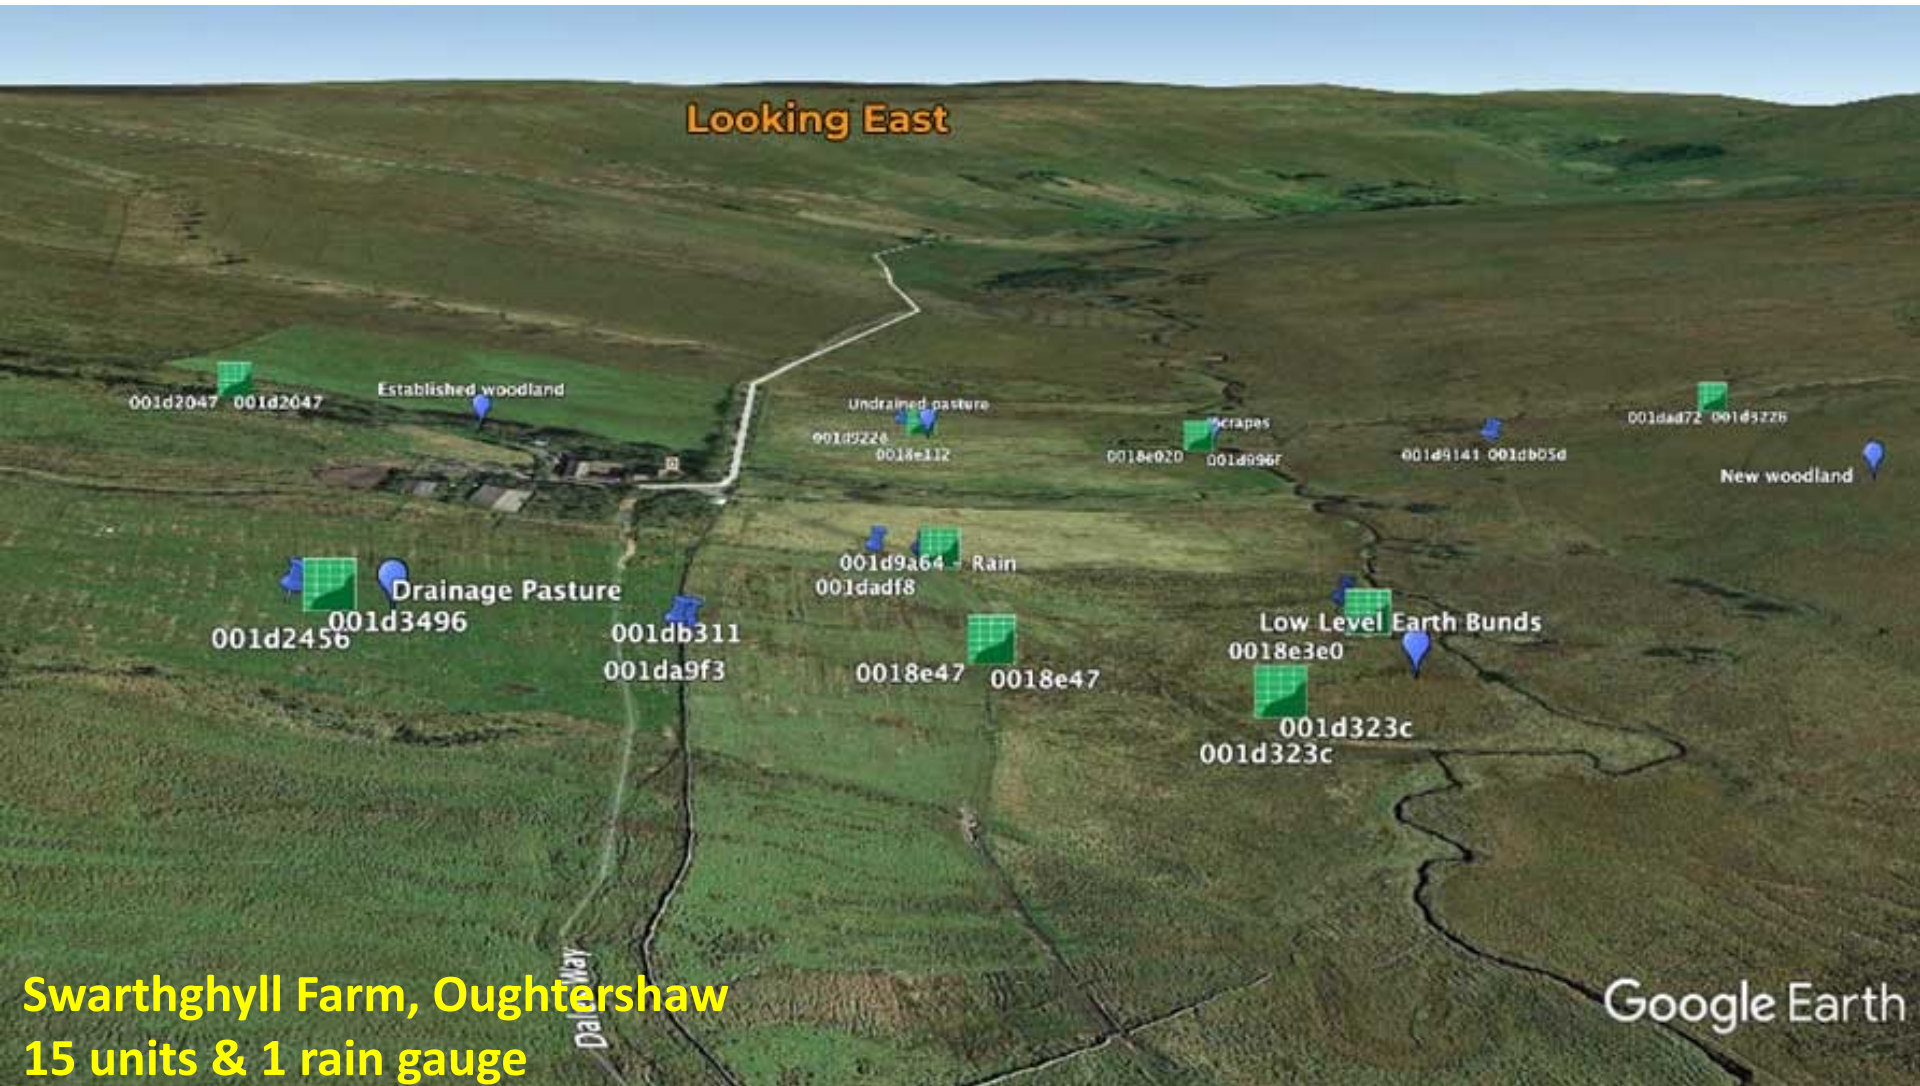 Looking East
001d2047 001d2047
Established woodland
Undrained pasture
001d9228
0018e112
Scrapes
0018e020 001d996f
001d9141 001db05d
001dad72 001d3226
New woodland
Drainage Pasture
001d3496
001d2456
001db311
001da9f3
001d9a64 - Rain
001dadf8
0018e47 0018e47
Low Level Earth Bunds
0018e3e0
001d323c
001d323c
Dales Way
Swarthghyll Farm, Oughtershaw
15 units & 1 rain gauge
Google Earth